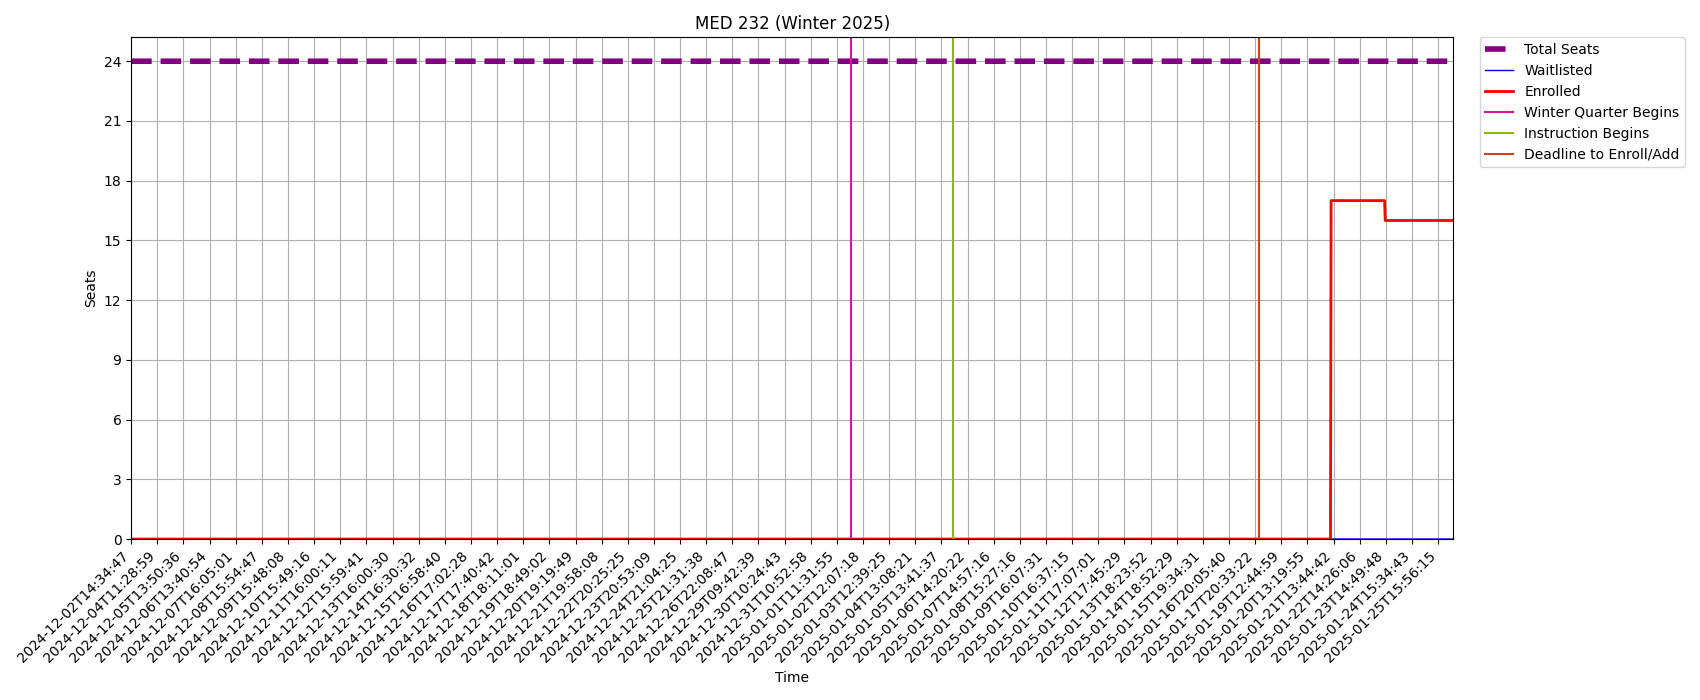 MED 232 (Winter 2025)
Total Seats
Waitlisted
Enrolled
Winter Quarter Begins
Instruction Begins
Deadline to Enroll/Add
Seats
24
21
18
15
12
9
6
3
0
2024-12-02T14:34:47
2024-12-04T11:28:59
2024-12-05T13:50:36
2024-12-06T13:40:54
2024-12-07T16:05:01
2024-12-08T15:54:47
2024-12-09T15:48:08
2024-12-10T15:49:16
2024-12-11T16:00:11
2024-12-12T15:59:41
2024-12-13T16:00:30
2024-12-14T16:30:32
2024-12-15T16:58:40
2024-12-16T17:02:28
2024-12-17T17:40:42
2024-12-18T18:11:01
2024-12-19T18:49:02
2024-12-20T19:19:49
2024-12-21T19:58:08
2024-12-22T20:25:25
2024-12-23T20:53:09
2024-12-24T21:04:25
2024-12-25T21:31:38
2024-12-26T22:08:47
2024-12-29T09:42:39
2024-12-30T10:24:43
2024-12-31T10:52:58
2025-01-01T11:31:55
2025-01-02T12:07:18
2025-01-03T12:39:25
2025-01-04T13:08:21
2025-01-05T13:41:37
2025-01-06T14:20:22
2025-01-07T14:57:16
2025-01-08T15:27:16
2025-01-09T16:07:31
2025-01-10T16:37:15
2025-01-11T17:07:01
2025-01-12T17:45:29
2025-01-13T18:23:52
2025-01-14T18:52:29
2025-01-15T19:34:31
2025-01-16T20:05:40
2025-01-17T20:33:22
2025-01-19T12:44:59
2025-01-20T13:19:55
2025-01-21T13:44:42
2025-01-22T14:26:06
2025-01-23T14:49:48
2025-01-24T15:34:43
2025-01-25T15:56:15
Time